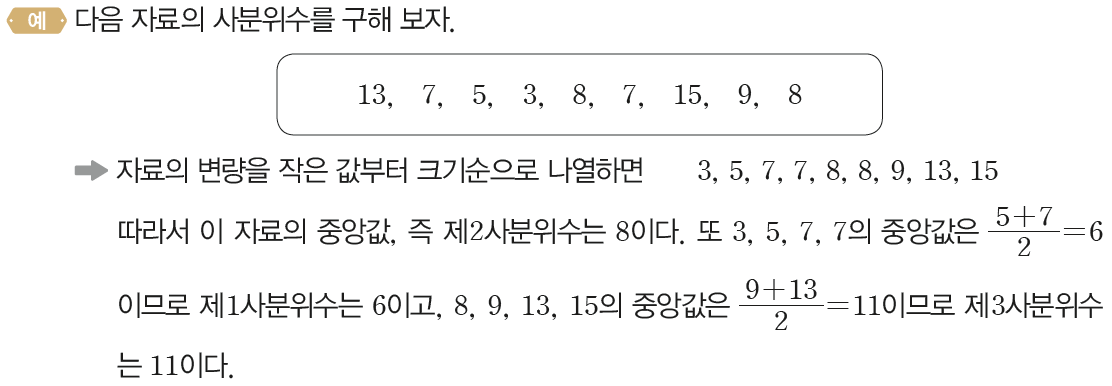 예 다음 자료의 사분위수를 구해 보자.
13, 7, 5, 3, 8, 7, 15, 9, 8
➡ 자료의 변량을 작은 값부터 크기순으로 나열하면 3, 5, 7, 7, 8, 8, 9, 13, 15
따라서 이 자료의 중앙값, 즉 제2사분위수는 8이다. 또 3, 5, 7, 7의 중앙값은 \frac{5+7}{2}=6
이므로 제1사분위수는 6이고, 8, 9, 13, 15의 중앙값은 \frac{9+13}{2}=11이므로 제3사분위수
는 11이다.